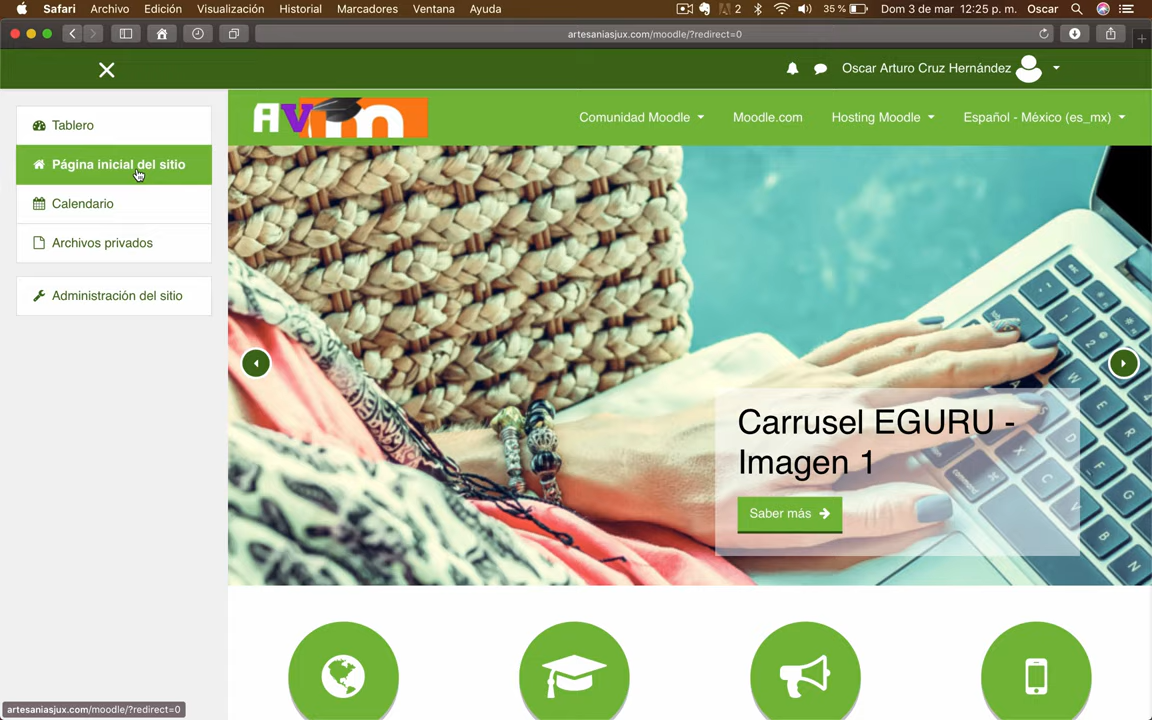 Safari Archivo Edición Visualización Historial Marcadores Ventana Ayuda 2 35 % Dom 3 de mar 12:25 p. m. Oscar
artesaniasjux.com/moodle/?redirect=0
Oscar Arturo Cruz Hernández
AVm Comunidad Moodle Moodle.com Hosting Moodle Español - México (es_mx)
Tablero
Página inicial del sitio
Calendario
Archivos privados
Administración del sitio
Carrusel EGURU -
Imagen 1
Saber más
artesaniasjux.com/moodle/?redirect=0